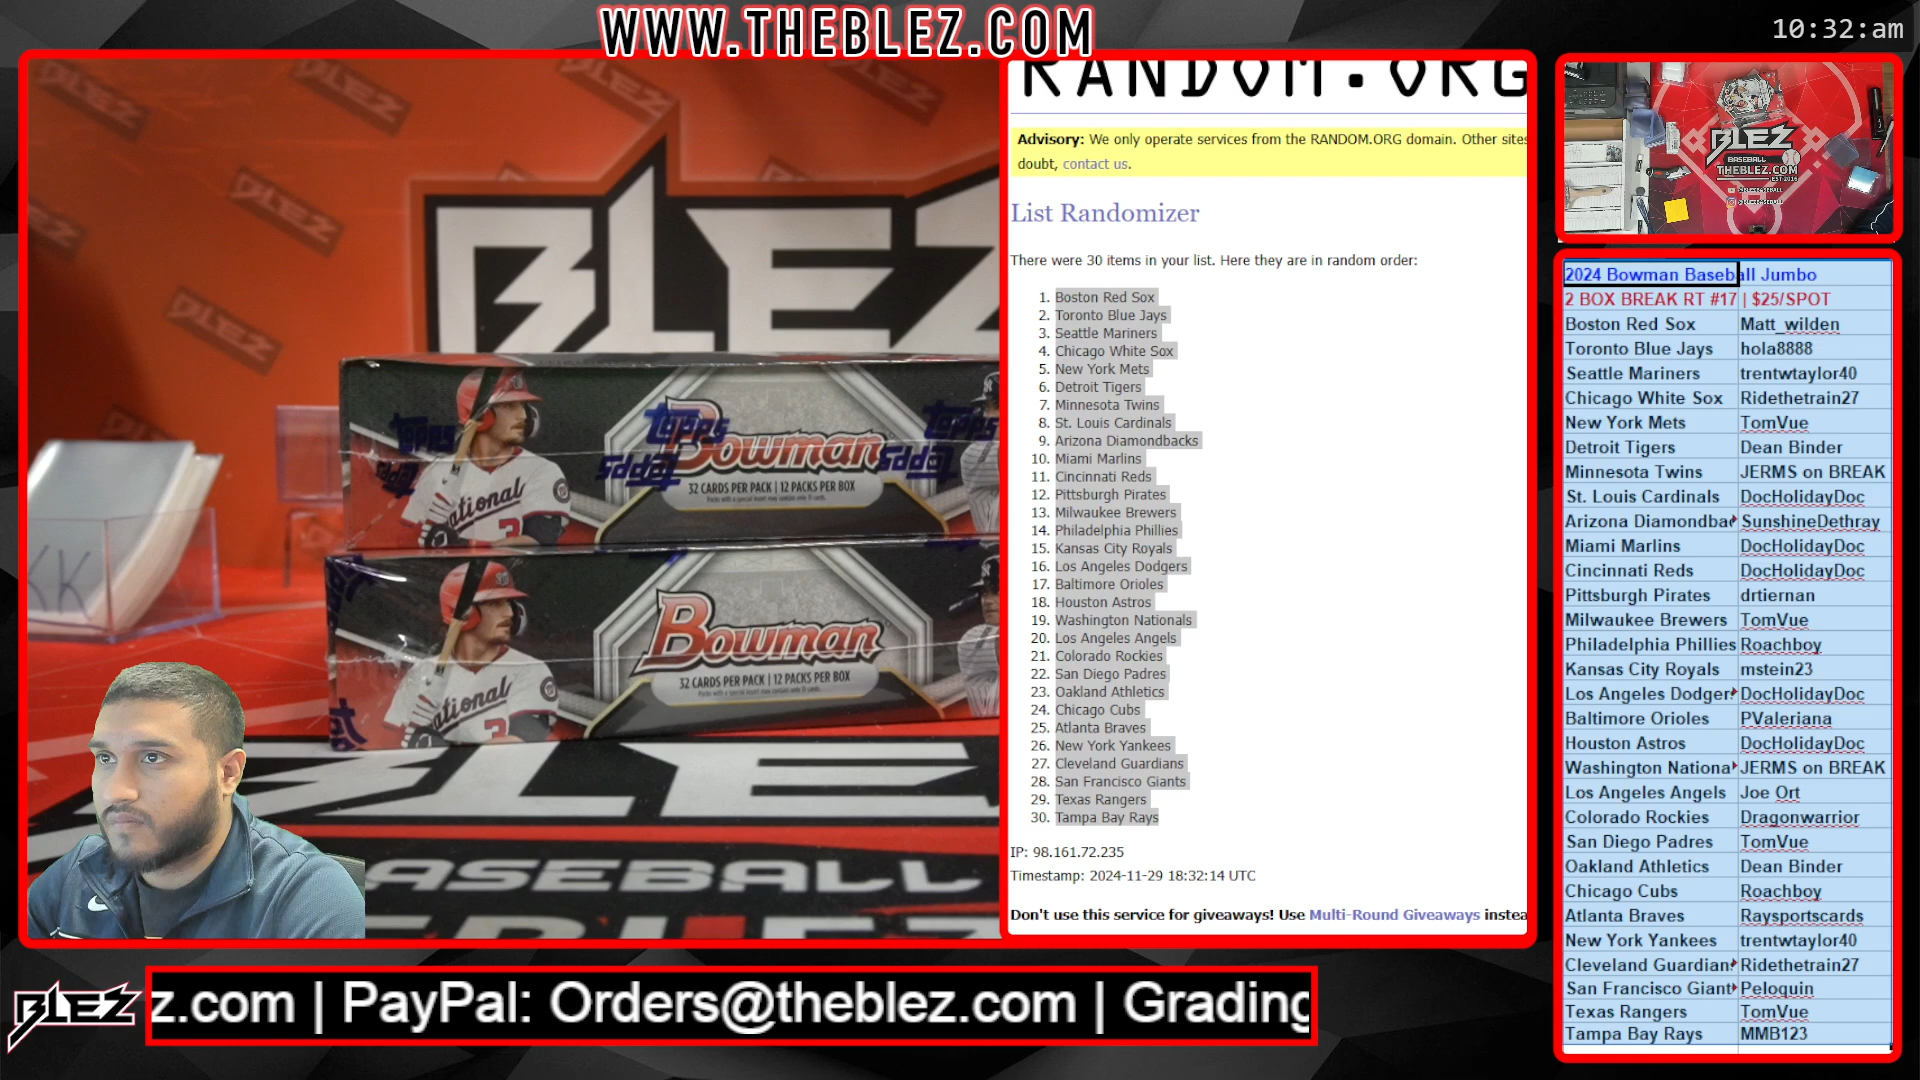 WWW.THEBLEZ.COM
10:32:am
RANDOM.ORG
Advisory: We only operate services from the RANDOM.ORG domain. Other sites
doubt, contact us.
List Randomizer
There were 30 items in your list. Here they are in random order:
1. Boston Red Sox
2. Toronto Blue Jays
3. Seattle Mariners
4. Chicago White Sox
5. New York Mets
6. Detroit Tigers
7. Minnesota Twins
8. St. Louis Cardinals
9. Arizona Diamondbacks
10. Miami Marlins
11. Cincinnati Reds
12. Pittsburgh Pirates
13. Milwaukee Brewers
14. Philadelphia Phillies
15. Kansas City Royals
16. Los Angeles Dodgers
17. Baltimore Orioles
18. Houston Astros
19. Washington Nationals
20. Los Angeles Angels
21. Colorado Rockies
22. San Diego Padres
23. Oakland Athletics
24. Chicago Cubs
25. Atlanta Braves
26. New York Yankees
27. Cleveland Guardians
28. San Francisco Giants
29. Texas Rangers
30. Tampa Bay Rays
IP: 98.161.72.235
Timestamp: 2024-11-29 18:32:14 UTC
Don't use this service for giveaways! Use Multi-Round Giveaways instea
BLEZ
Bowman
32 CARDS PER PACK | 12 PACKS PER BOX
Bowman
32 CARDS PER PACK | 12 PACKS PER BOX
BLEZ
BASEBALL
THEBLEZ.COM
2024 Bowman Baseball Jumbo
2 BOX BREAK RT #17 | $25/SPOT
Boston Red Sox Matt_wilden
Toronto Blue Jays hola8888
Seattle Mariners trentwtaylor40
Chicago White Sox Ridethetrain27
New York Mets TomVue
Detroit Tigers Dean Binder
Minnesota Twins JERMS on BREAK
St. Louis Cardinals DocHolidayDoc
Arizona Diamondba SunshineDethray
Miami Marlins DocHolidayDoc
Cincinnati Reds DocHolidayDoc
Pittsburgh Pirates drtiernan
Milwaukee Brewers TomVue
Philadelphia Phillies Roachboy
Kansas City Royals mstein23
Los Angeles Dodger DocHolidayDoc
Baltimore Orioles PValeriana
Houston Astros DocHolidayDoc
Washington Nationa JERMS on BREAK
Los Angeles Angels Joe Ort
Colorado Rockies Dragonwarrior
San Diego Padres TomVue
Oakland Athletics Dean Binder
Chicago Cubs Roachboy
Atlanta Braves Raysportscards
New York Yankees trentwtaylor40
Cleveland Guardian Ridethetrain27
San Francisco Giant Peloquin
Texas Rangers TomVue
Tampa Bay Rays MMB123
BLEZ
z.com | PayPal: Orders@theblez.com | Grading